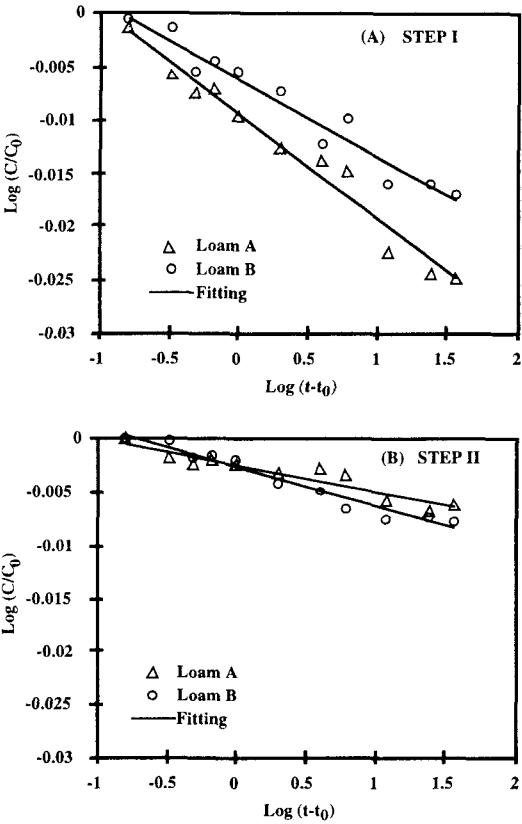 0
(A) STEP I
-0.005
-0.01
-0.015
-0.02
-0.025
-0.03
Log (C/C0)
Loam A
Loam B
Fitting
-1 -0.5 0 0.5 1 1.5 2
Log (t-t0)
0
(B) STEP II
-0.005
-0.01
-0.015
-0.02
-0.025
-0.03
Log (C/C0)
Loam A
Loam B
Fitting
-1 -0.5 0 0.5 1 1.5 2
Log (t-t0)